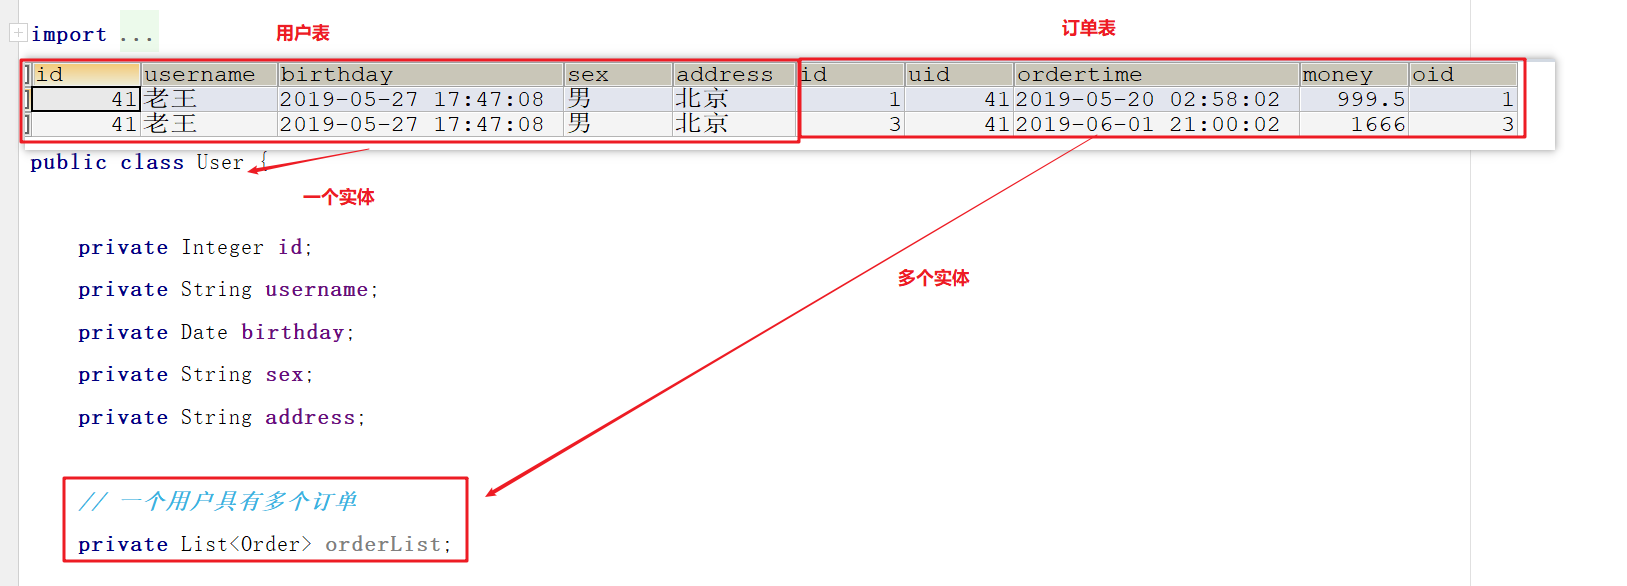 import ...
用户表
订单表
id username birthday sex address id uid ordertime money oid
41 老王 2019-05-27 17:47:08 男 北京 1 41 2019-05-20 02:58:02 999.5 1
41 老王 2019-05-27 17:47:08 男 北京 3 41 2019-06-01 21:00:02 1666 3
public class User {
一个实体
private Integer id;
多个实体
private String username;
private Date birthday;
private String sex;
private String address;
// 一个用户具有多个订单
private List<Order> orderList;